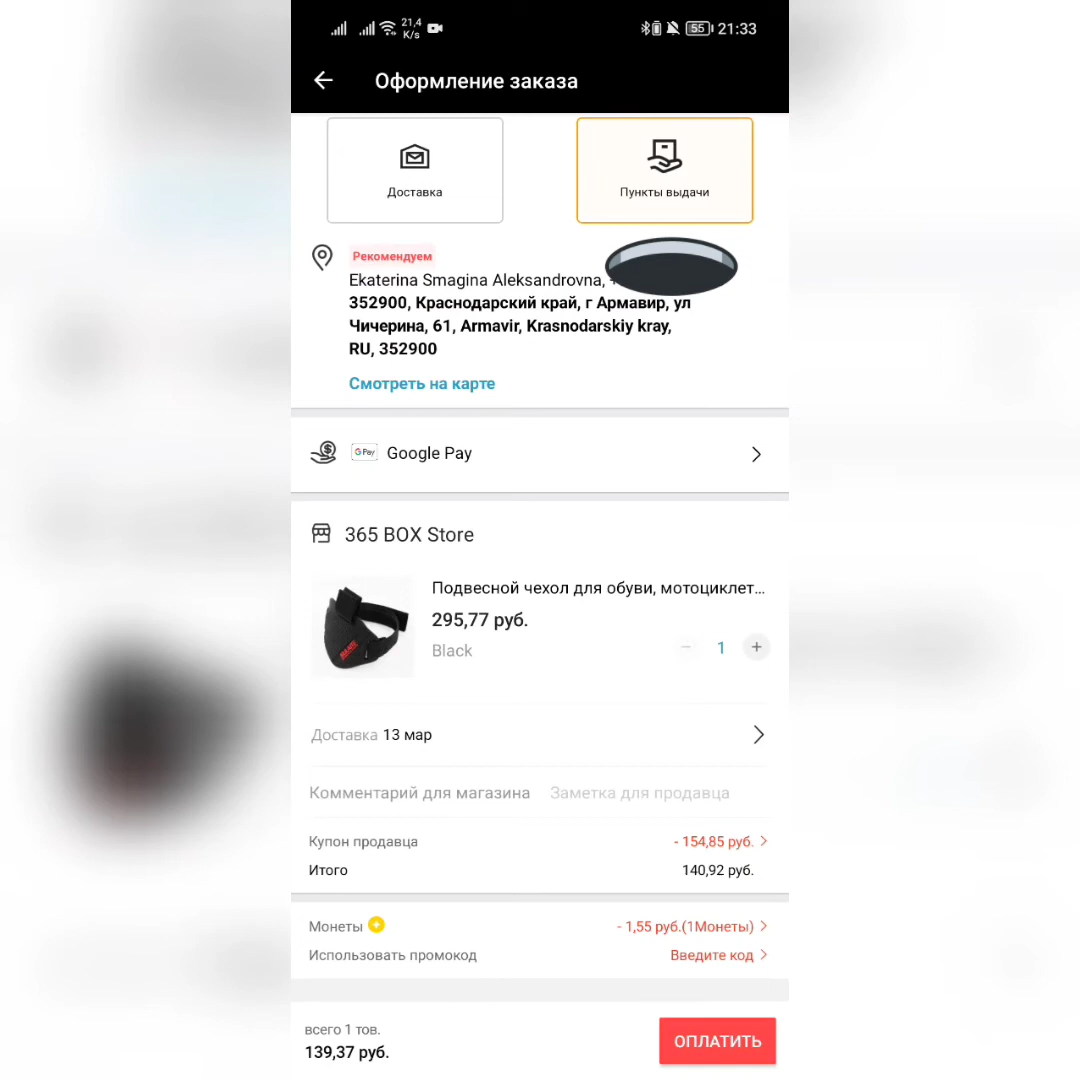 21,4
K/s
55
21:33
Оформление заказа
Доставка
Пункты выдачи
Рекомендуем
Ekaterina Smagina Aleksandrovna,
352900, Краснодарский край, г Армавир, ул
Чичерина, 61, Armavir, Krasnodarskiy kray,
RU, 352900
Смотреть на карте
G Pay
Google Pay
365 BOX Store
Подвесной чехол для обуви, мотоциклет...
295,77 руб.
Black
− 1 +
Доставка 13 мар
Комментарий для магазина Заметка для продавца
Купон продавца - 154,85 руб.
Итого 140,92 руб.
Монеты - 1,55 руб.(1Монеты)
Использовать промокод Введите код
всего 1 тов.
139,37 руб.
ОПЛАТИТЬ